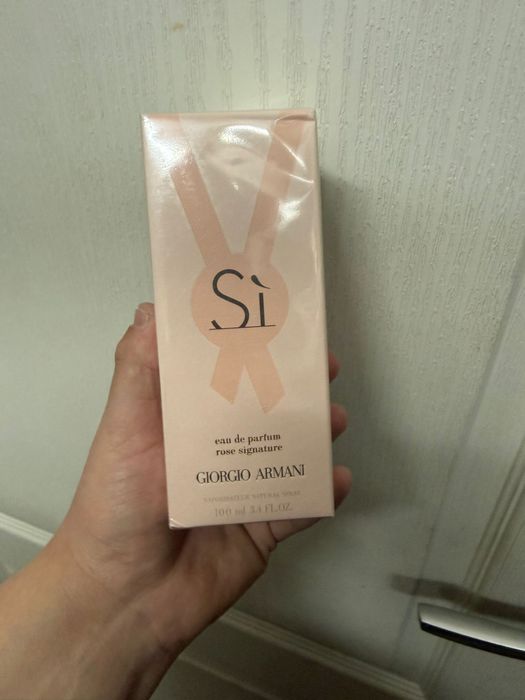 Sì
eau de parfum
rose signature
GIORGIO ARMANI
VAPORISATEUR NATURAL SPRAY
100 ml 3.4 FL.OZ.